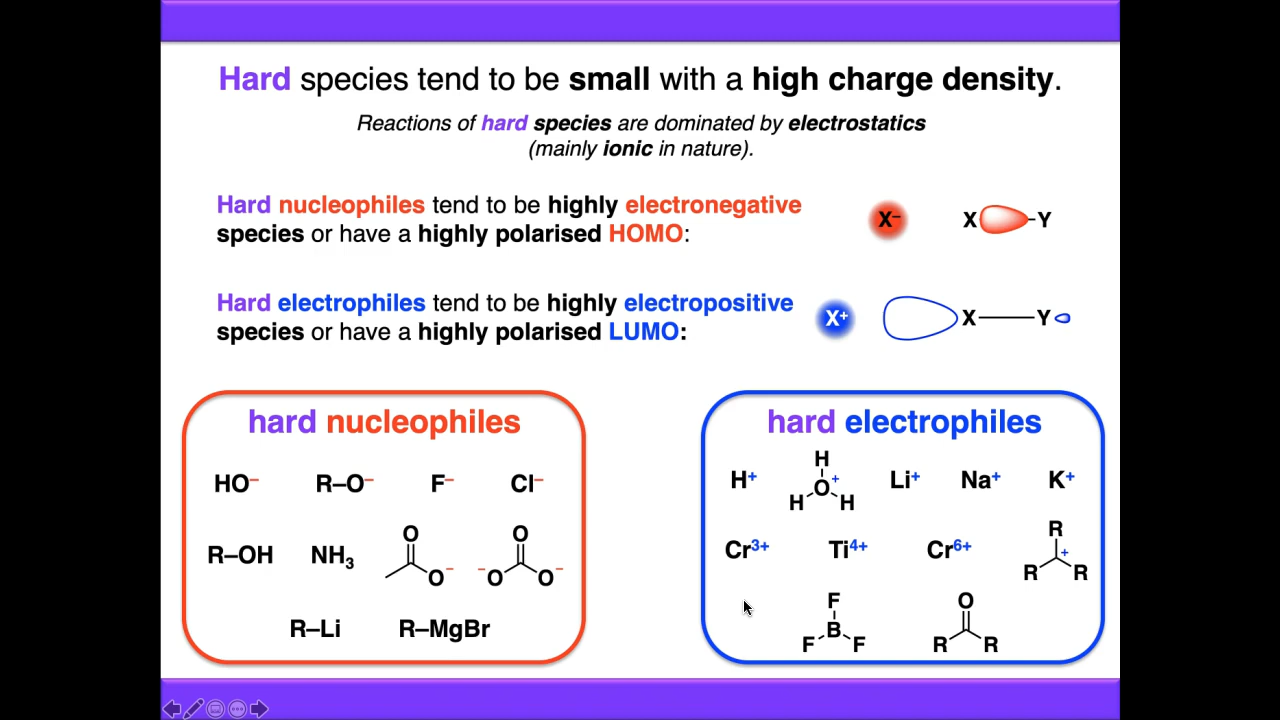 Hard species tend to be small with a high charge density.
Reactions of hard species are dominated by electrostatics
(mainly ionic in nature).
Hard nucleophiles tend to be highly electronegative
species or have a highly polarised HOMO:
X–
X–Y
Hard electrophiles tend to be highly electropositive
species or have a highly polarised LUMO:
X+
X—Y
hard nucleophiles
HO– R–O– F– Cl–
R–OH NH3 O O– O –O O–
R–Li R–MgBr
hard electrophiles
H+ H O+ H H Li+ Na+ K+
Cr3+ Ti4+ Cr6+ R + R R
F B F F O R R